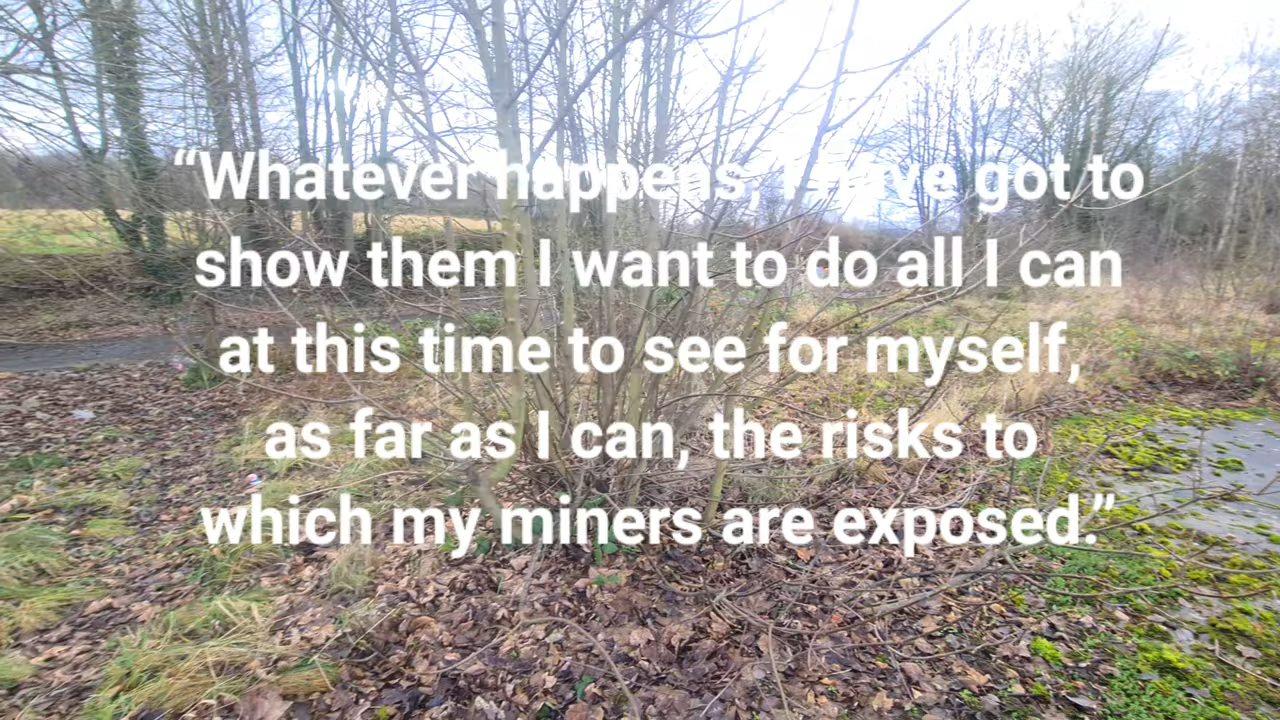 “Whatever happens, I have got to
show them I want to do all I can
at this time to see for myself,
as far as I can, the risks to
which my miners are exposed.”